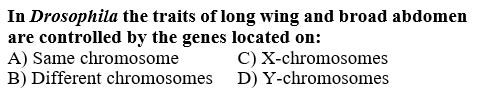 In Drosophila the traits of long wing and broad abdomen
are controlled by the genes located on:
A) Same chromosome C) X-chromosomes
B) Different chromosomes D) Y-chromosomes